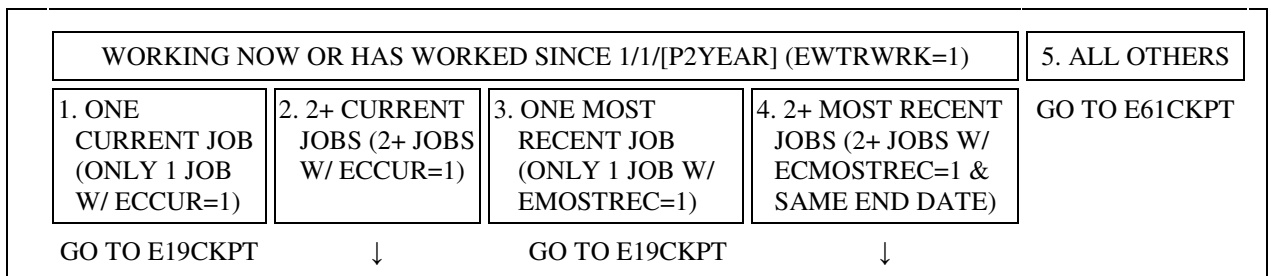 WORKING NOW OR HAS WORKED SINCE 1/1/[P2YEAR] (EWTRWRK=1)
5. ALL OTHERS
1. ONE
CURRENT JOB
(ONLY 1 JOB
W/ ECCUR=1)
2. 2+ CURRENT
JOBS (2+ JOBS
W/ ECCUR=1)
3. ONE MOST
RECENT JOB
(ONLY 1 JOB W/
EMOSTREC=1)
4. 2+ MOST RECENT
JOBS (2+ JOBS W/
ECMOSTREC=1 &
SAME END DATE)
GO TO E61CKPT
GO TO E19CKPT
↓
GO TO E19CKPT
↓